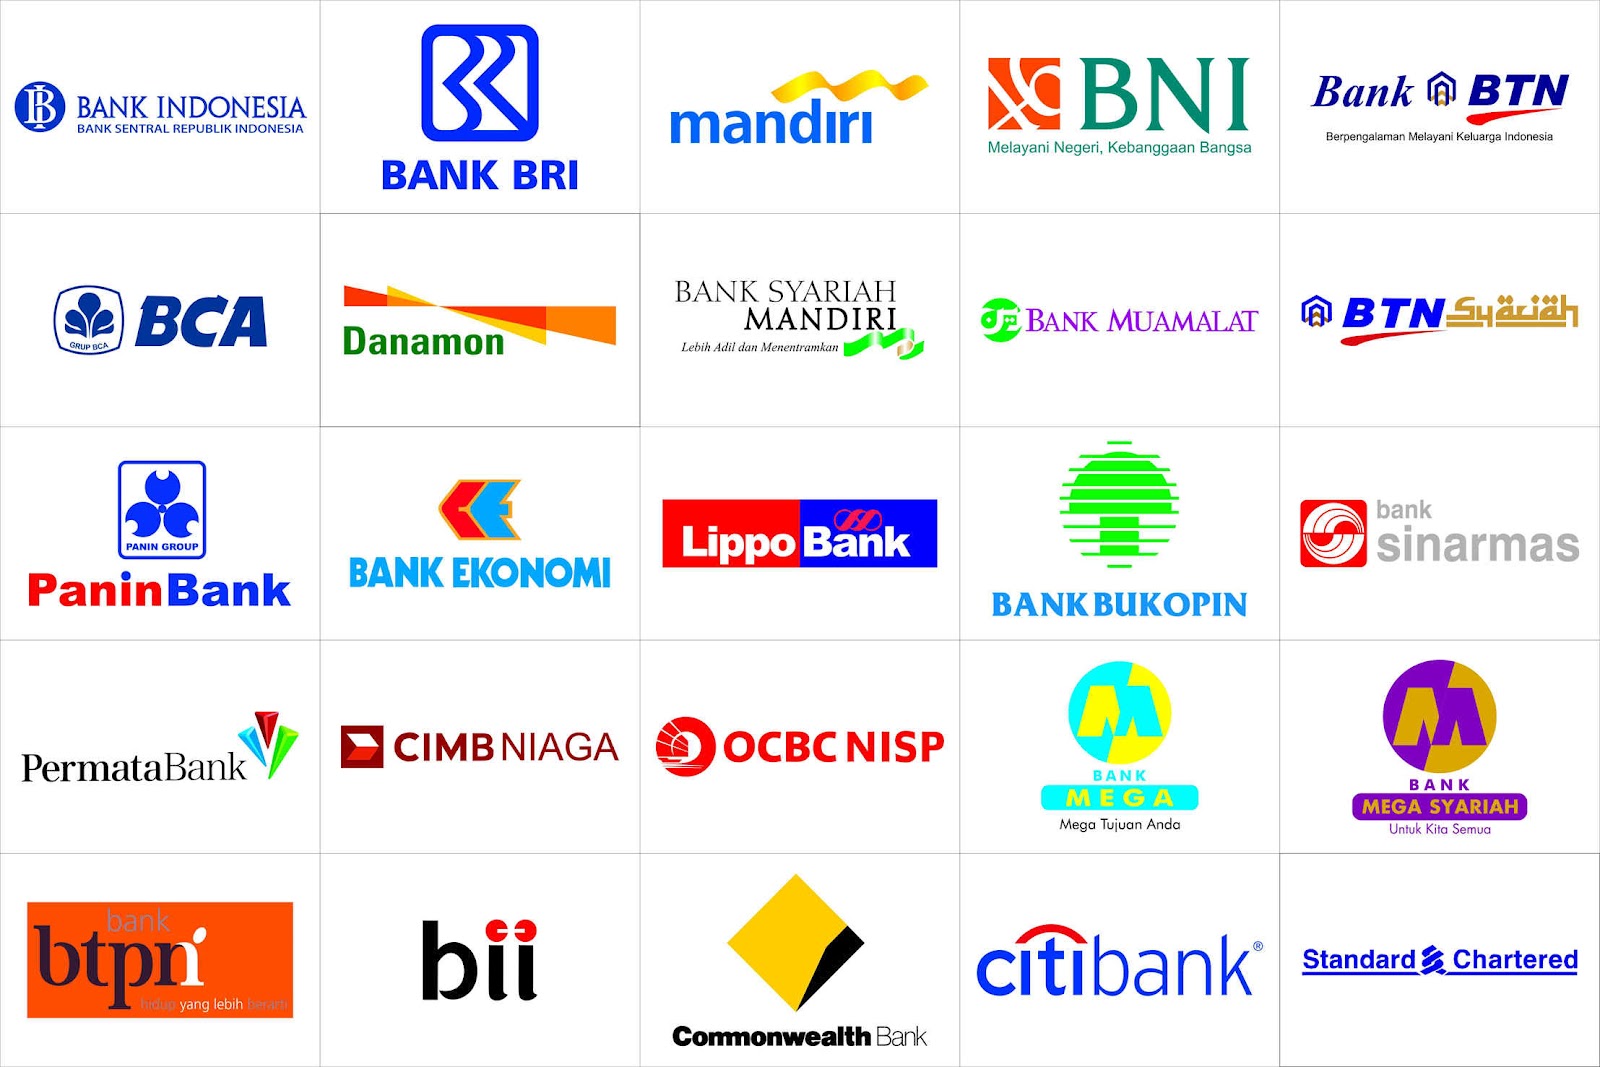 BANK INDONESIA
BANK SENTRAL REPUBLIK INDONESIA
BANK BRI
mandiri
BNI
Melayani Negeri, Kebanggaan Bangsa
Bank BTN
Berpengalaman Melayani Keluarga Indonesia
GRUP BCA
BCA
Danamon
BANK SYARIAH
MANDIRI
Lebih Adil dan Menentramkan
BANK MUAMALAT
BTN Syariah
PANIN GROUP
PaninBank
BANK EKONOMI
LippoBank
BANK BUKOPIN
bank
sinarmas
PermataBank
CIMB NIAGA
OCBC NISP
BANK
MEGA
Mega Tujuan Anda
BANK
MEGA SYARIAH
Untuk Kita Semua
bank
btpn
hidup yang lebih berarti
bii
Commonwealth Bank
citibank®
Standard Chartered